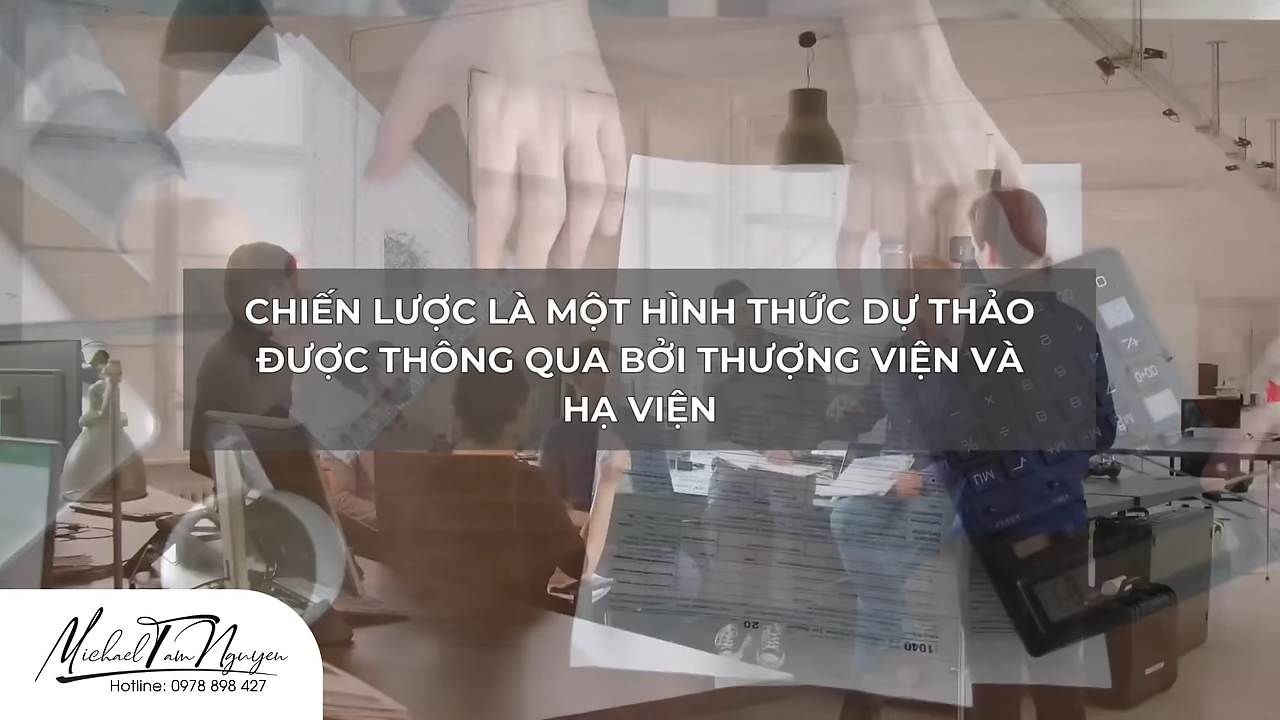 CHIẾN LƯỢC LÀ MỘT HÌNH THỨC DỰ THẢO
ĐƯỢC THÔNG QUA BỞI THƯỢNG VIỆN VÀ
HẠ VIỆN
Michael Tam Nguyen
Hotline: 0978 898 427
1040
20